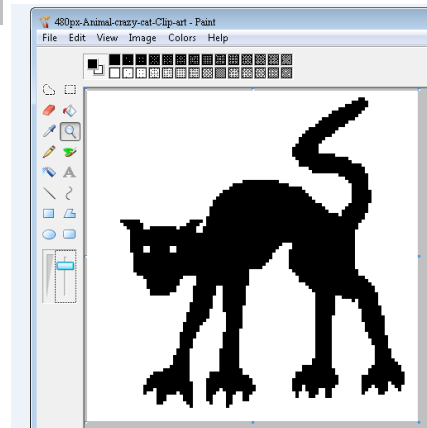 480px-Animal-crazy-cat-Clip-art - Paint
File Edit View Image Colors Help
A